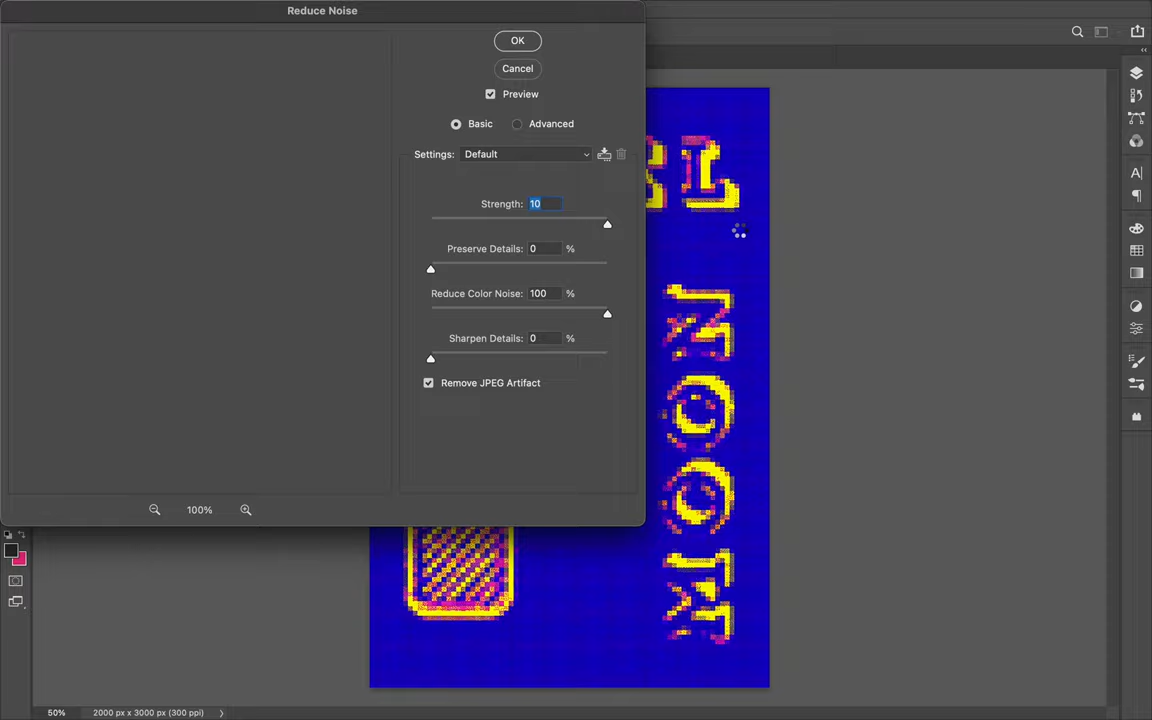 Reduce Noise
OK
Cancel
Preview
Basic
Advanced
Settings: Default
Strength: 10
Preserve Details: 0 %
Reduce Color Noise: 100 %
Sharpen Details: 0 %
Remove JPEG Artifact
100%
50%
2000 px x 3000 px (300 ppi)